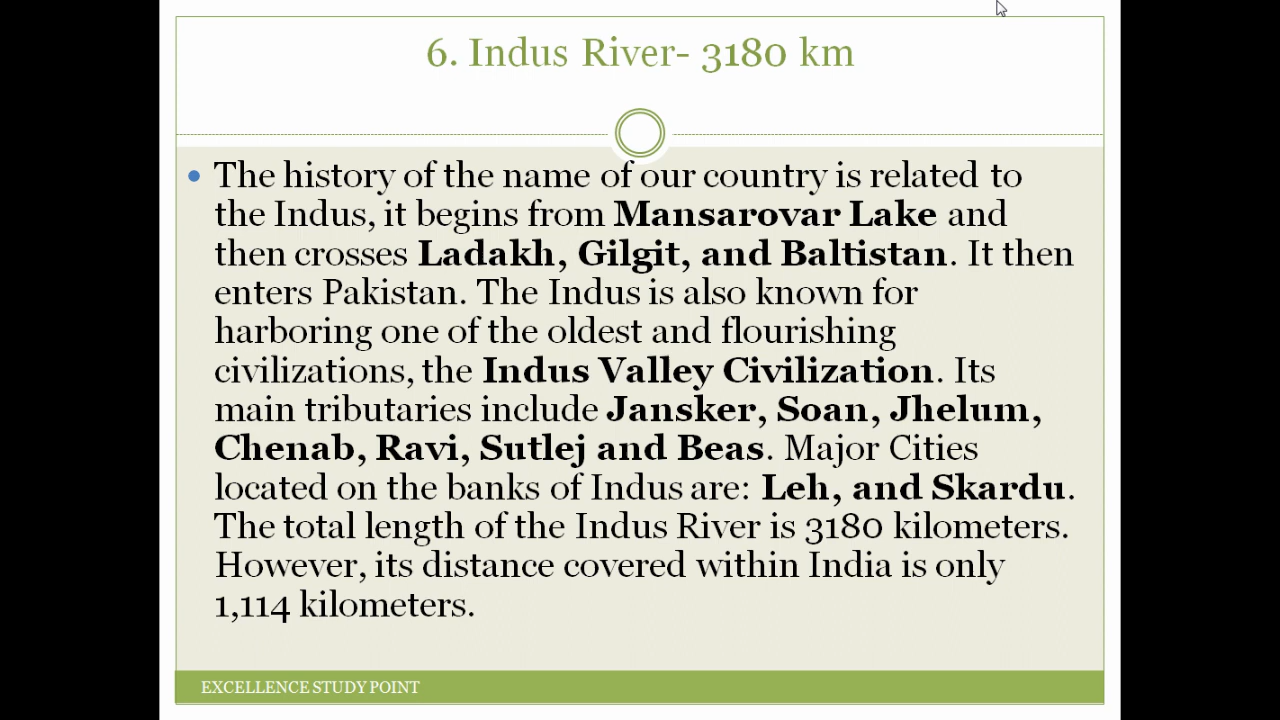 6. Indus River- 3180 km
• The history of the name of our country is related to
the Indus, it begins from Mansarovar Lake and
then crosses Ladakh, Gilgit, and Baltistan. It then
enters Pakistan. The Indus is also known for
harboring one of the oldest and flourishing
civilizations, the Indus Valley Civilization. Its
main tributaries include Jansker, Soan, Jhelum,
Chenab, Ravi, Sutlej and Beas. Major Cities
located on the banks of Indus are: Leh, and Skardu.
The total length of the Indus River is 3180 kilometers.
However, its distance covered within India is only
1,114 kilometers.
EXCELLENCE STUDY POINT